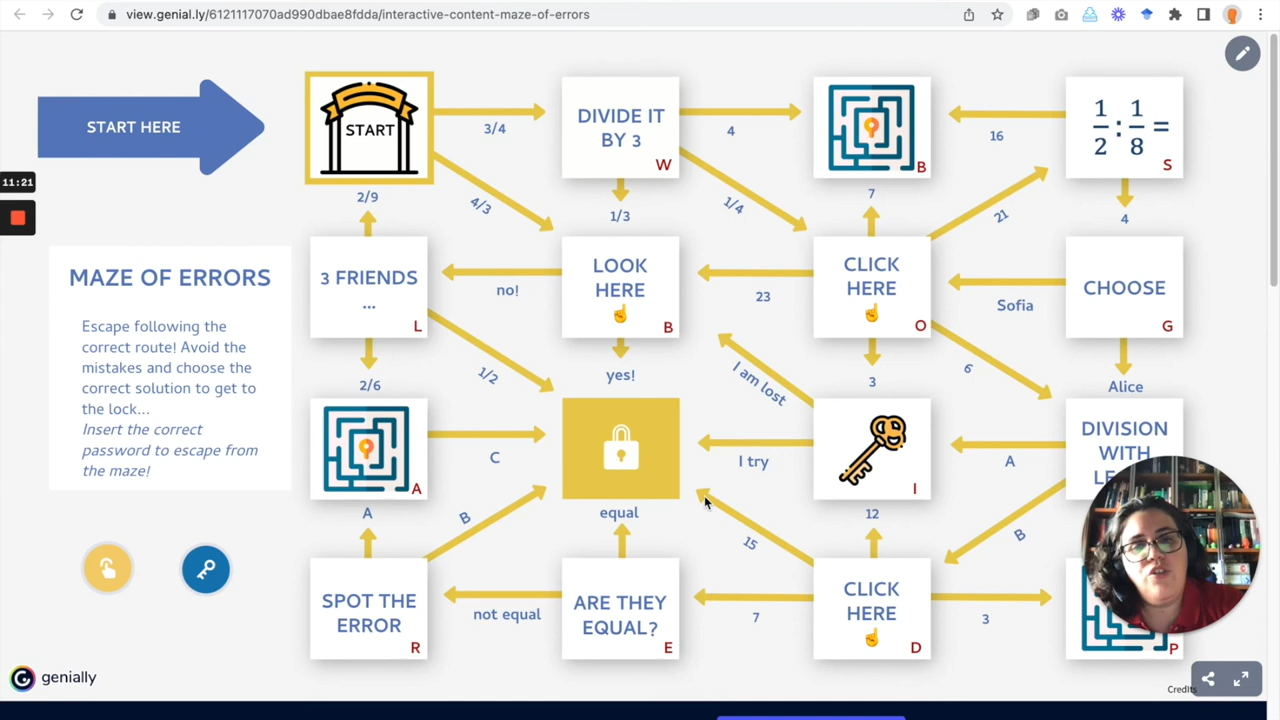 view.genial.ly/6121117070ad990dbae8fdda/interactive-content-maze-of-errors
START HERE
START
3/4
DIVIDE IT
BY 3
W
4
B
16
1
2
:
1
8
=
S
11:21
2/9
4/3
1/3
1/4
7
21
4
MAZE OF ERRORS
Escape following the
correct route! Avoid the
mistakes and choose the
correct solution to get to
the lock...
Insert the correct
password to escape from
the maze!
3 FRIENDS
...
L
no!
LOOK
HERE
B
23
CLICK
HERE
O
Sofia
CHOOSE
G
2/6
1/2
yes!
I am lost
3
6
Alice
A
C
I try
I
A
DIVISION
WITH
A
B
equal
15
12
B
SPOT THE
ERROR
R
not equal
ARE THEY
EQUAL?
E
7
CLICK
HERE
D
3
P
genially
Credits